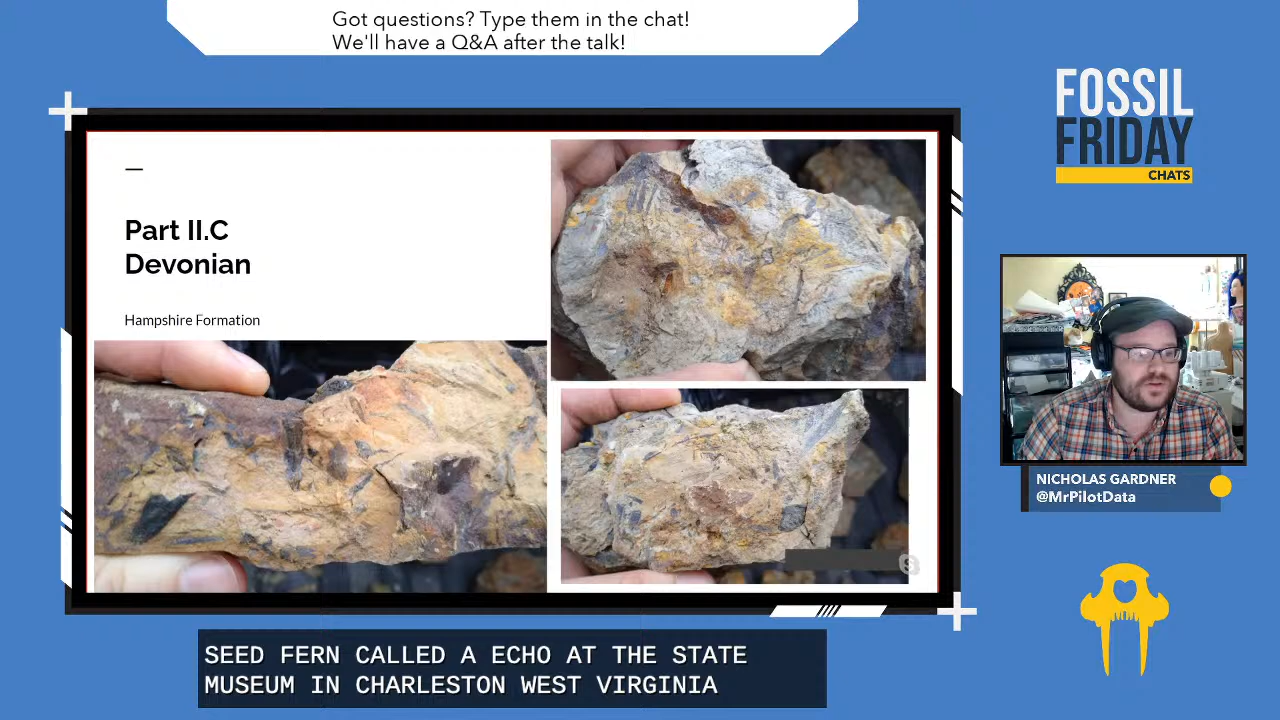 Got questions? Type them in the chat!
We'll have a Q&A after the talk!
FOSSIL
FRIDAY
CHATS
Part II.C
Devonian
Hampshire Formation
NICHOLAS GARDNER
@MrPilotData
SEED FERN CALLED A ECHO AT THE STATE
MUSEUM IN CHARLESTON WEST VIRGINIA